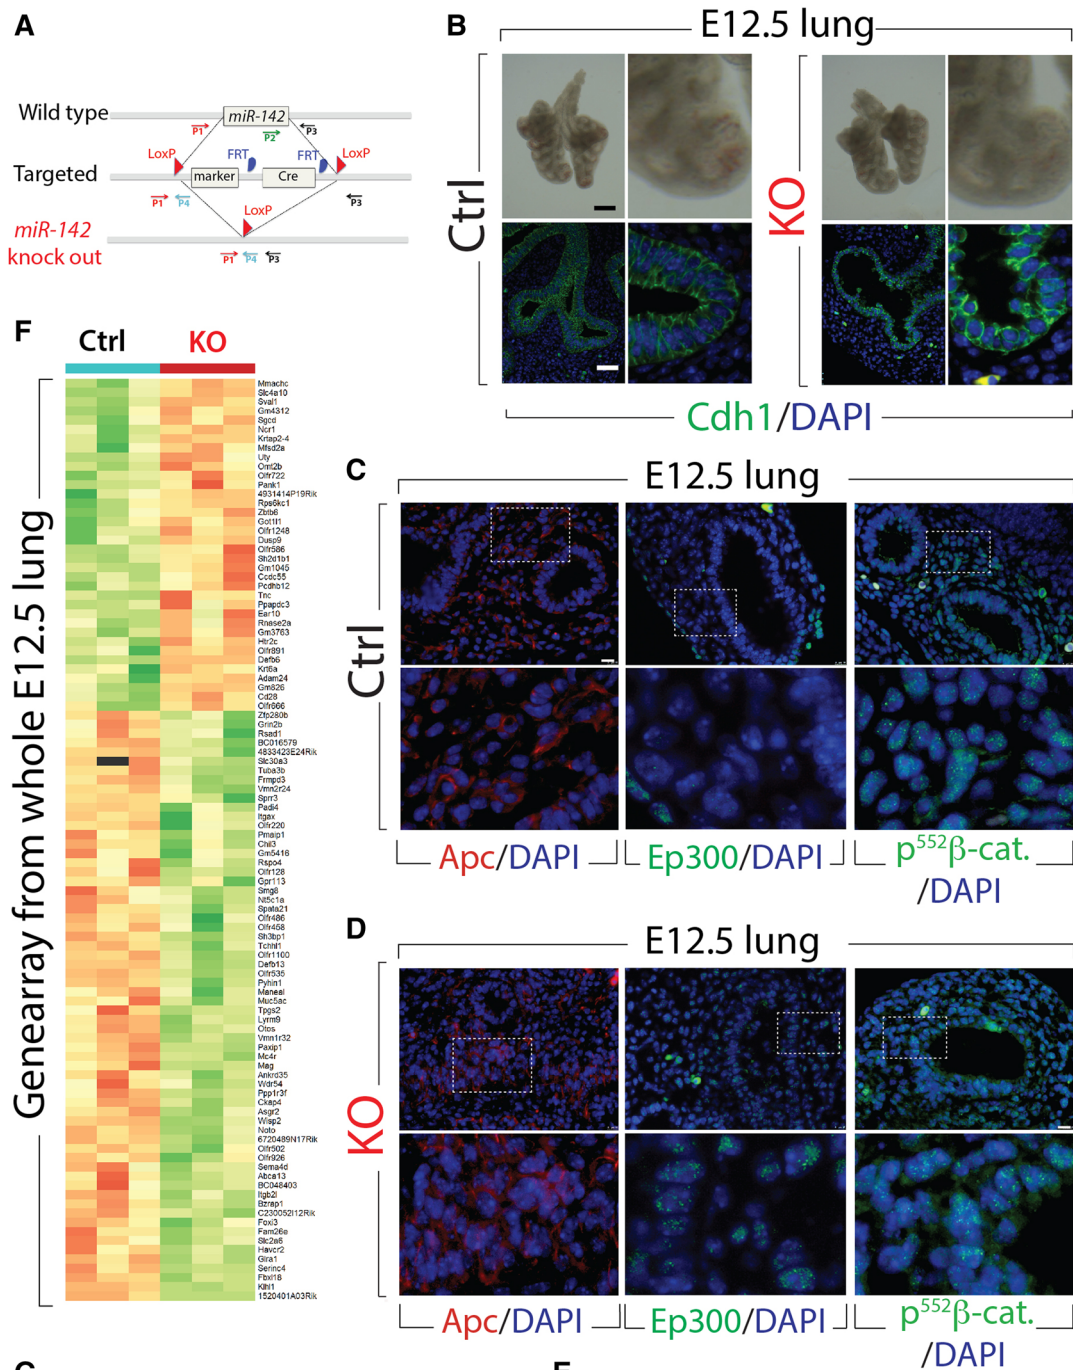 A
Wild type
miR-142
P1
P2
P3
LoxP
FRT
FRT
LoxP
Targeted
marker
Cre
P1
P4
P3
LoxP
miR-142
knock out
P1
P4
P3
B
E12.5 lung
Ctrl
KO
Cdh1/DAPI
C
E12.5 lung
Ctrl
Apc/DAPI
Ep300/DAPI
p552β-cat.
/DAPI
D
E12.5 lung
KO
Apc/DAPI
Ep300/DAPI
p552β-cat.
/DAPI
F
Ctrl
KO
Genearray from whole E12.5 lung
Mmachc
Slc4a10
Sval1
Gm4312
Sgcd
Ncr1
Krtap2-4
Mfsd2a
Uty
Omt2b
Olfr722
Pank1
4931414P19Rik
Rps6kc1
Zbtb6
Got1l1
Olfr1248
Dusp9
Olfr586
Sh2d1b1
Gm1045
Ccdc55
Pcdhb12
Tnc
Ppapdc3
Ear10
Rnase2a
Gm3763
Htr2c
Olfr891
Defb6
Krt6a
Adam24
Gm826
Cd28
Olfr666
Zfp280b
Grin2b
Rsad1
BC016579
4833423E24Rik
Slc30a3
Tuba3b
Frmpd3
Vmn2r24
Sprr3
Padi4
Itgax
Olfr220
Pmaip1
Chil3
Gm5416
Rspo4
Olfr128
Gpr113
Smg8
Nt5c1a
Spata21
Olfr486
Olfr458
Sh3bp1
Tchhl1
Olfr1100
Defb13
Olfr535
Pyhin1
Maneal
Muc5ac
Tpgs2
Lyrm9
Otos
Vmn1r32
Paxip1
Mc4r
Mag
Ankrd35
Wdr54
Ppp1r3f
Ckap4
Asgr2
Wisp2
Noto
6720489N17Rik
Olfr502
Olfr926
Sema4d
Abca13
BC048403
Itgb2l
Bzrap1
C230052I12Rik
Foxi3
Fam26e
Slc2a6
Havcr2
Glra1
Serinc4
Fbxl18
Klhl1
1520401A03Rik